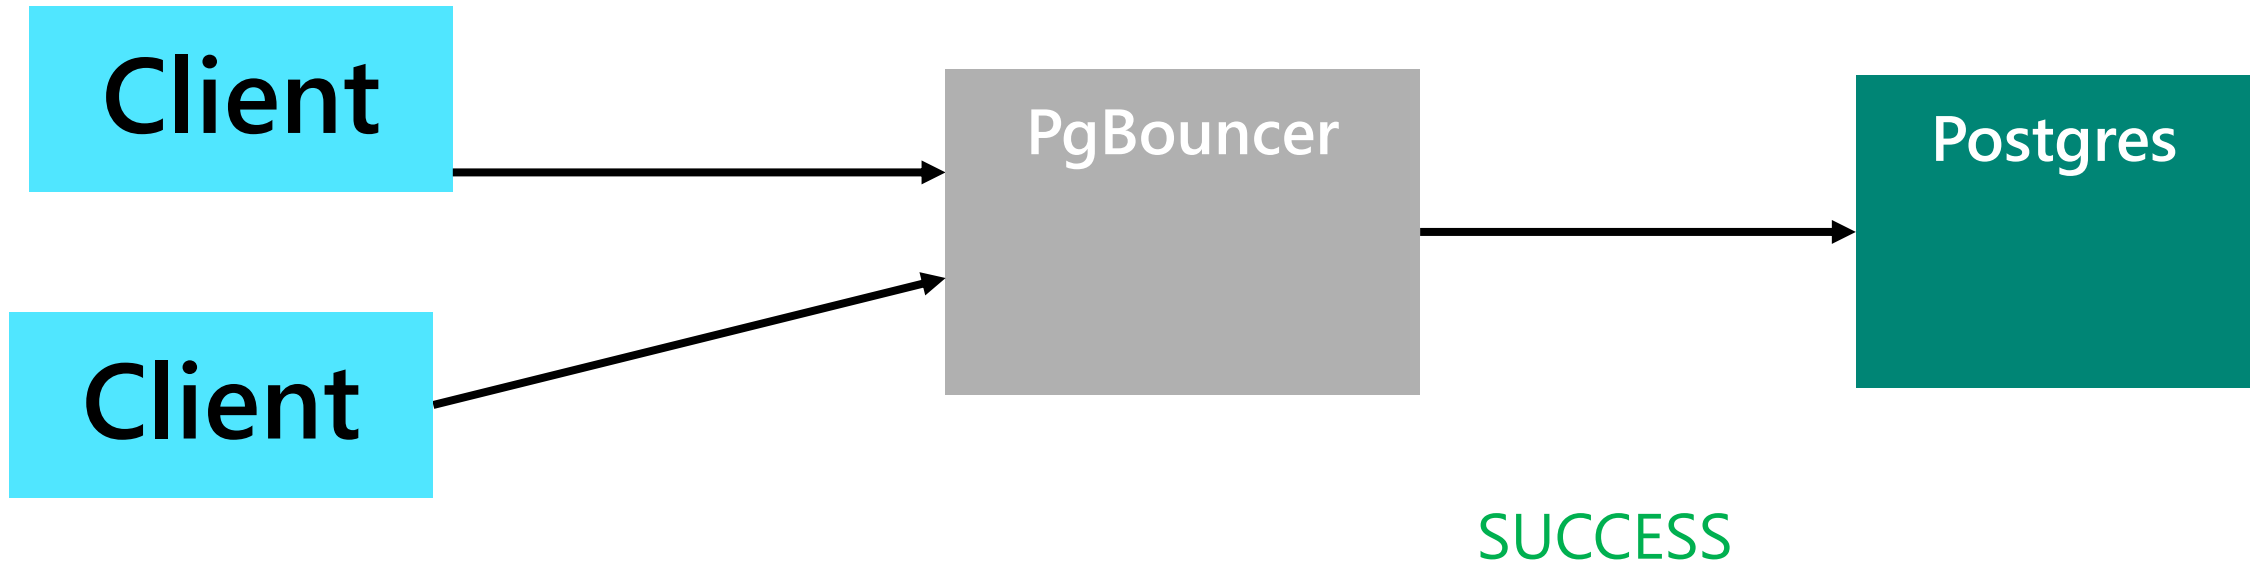 Client
PgBouncer
Postgres
Client
SUCCESS